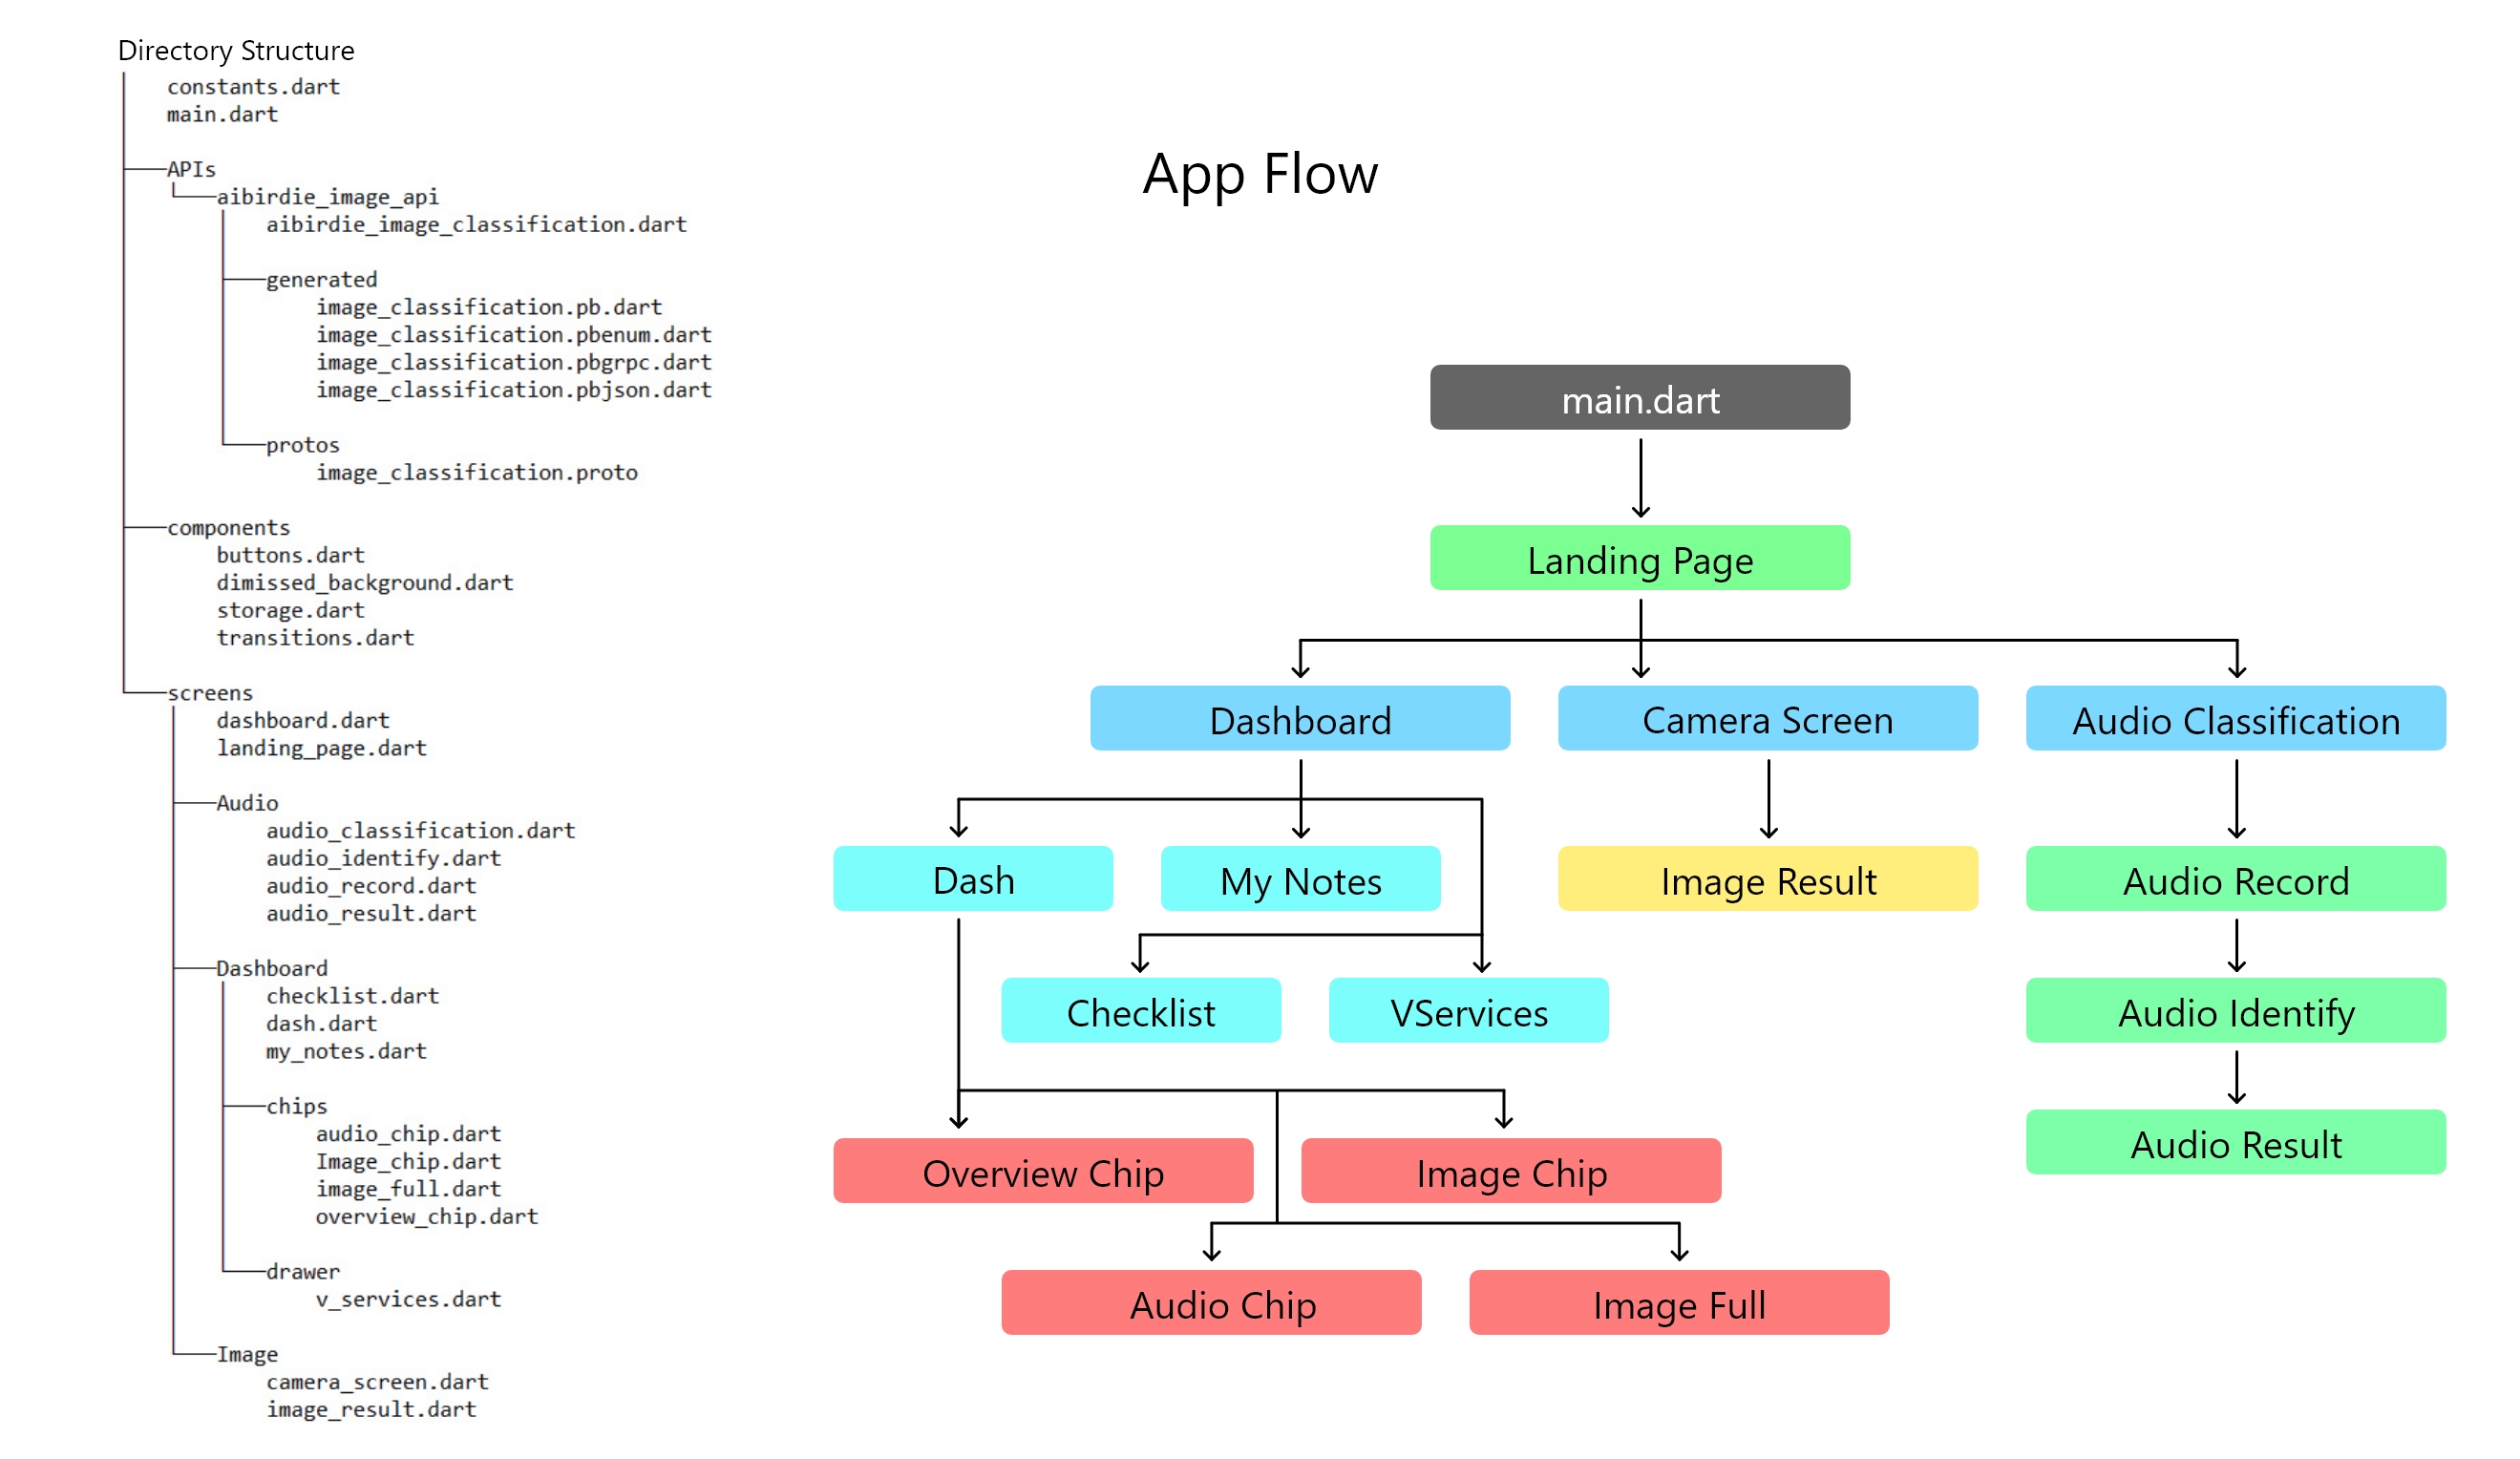 Directory Structure
constants.dart
main.dart
APIs
aibirdie_image_api
aibirdie_image_classification.dart
generated
image_classification.pb.dart
image_classification.pbenum.dart
image_classification.pbgrpc.dart
image_classification.pbjson.dart
protos
image_classification.proto
components
buttons.dart
dimissed_background.dart
storage.dart
transitions.dart
screens
dashboard.dart
landing_page.dart
Audio
audio_classification.dart
audio_identify.dart
audio_record.dart
audio_result.dart
Dashboard
checklist.dart
dash.dart
my_notes.dart
chips
audio_chip.dart
Image_chip.dart
image_full.dart
overview_chip.dart
drawer
v_services.dart
Image
camera_screen.dart
image_result.dart
App Flow
main.dart
Landing Page
Dashboard
Camera Screen
Audio Classification
Dash
My Notes
Image Result
Audio Record
Checklist
VServices
Audio Identify
Overview Chip
Image Chip
Audio Result
Audio Chip
Image Full